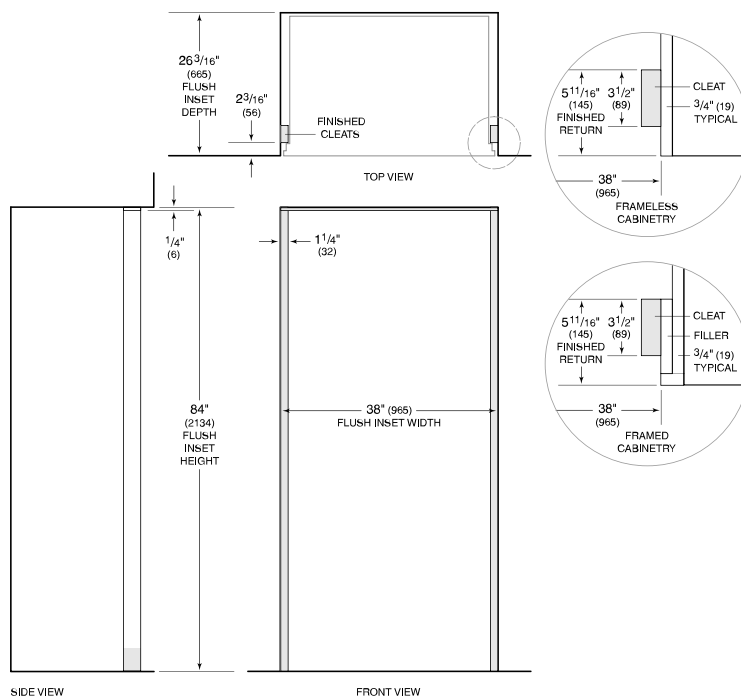 26 3/16"
(665)
FLUSH
INSET
DEPTH
2 3/16"
(56)
FINISHED
CLEATS
TOP VIEW
5 11/16"
(145)
FINISHED
RETURN
3 1/2"
(89)
CLEAT
3/4" (19)
TYPICAL
38"
(965)
FRAMELESS
CABINETRY
1/4"
(6)
1 1/4"
(32)
5 11/16"
(145)
FINISHED
RETURN
3 1/2"
(89)
CLEAT
FILLER
3/4" (19)
TYPICAL
38"
(965)
FRAMED
CABINETRY
84"
(2134)
FLUSH
INSET
HEIGHT
38" (965)
FLUSH INSET WIDTH
SIDE VIEW
FRONT VIEW